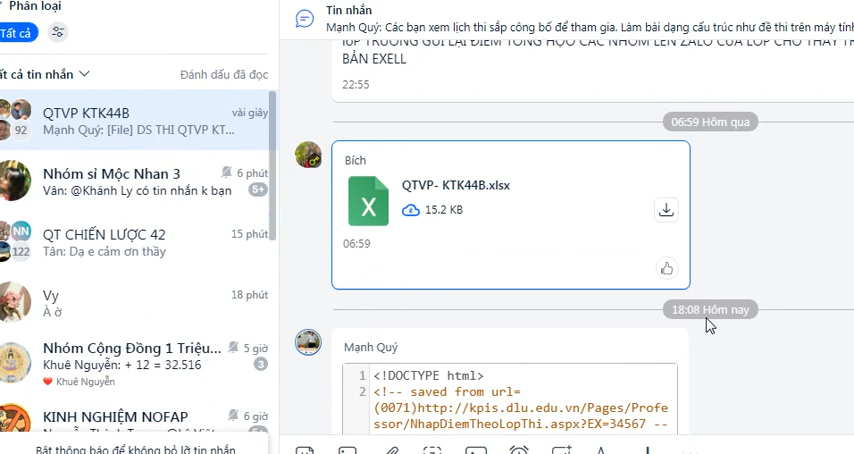 Phân loại
Tất cả
ất cả tin nhắn
Đánh dấu đã đọc
QTVP KTK44B
vài giây
92
Mạnh Quý: [File] DS THI QTVP KT...
Nhóm sỉ Mộc Nhan 3
6 phút
Vân: @Khánh Ly có tin nhắn k bạn
5+
NN
QT CHIẾN LƯỢC 42
15 phút
122
Tân: Dạ e cảm ơn thầy
Vy
18 phút
À ờ
Nhóm Cộng Đồng 1 Triệu...
5 giờ
Khuê Nguyễn: + 12 = 32.516
3
Khuê Nguyễn
KINH NGHIỆM NOFAP
6 giờ
5+
Bật thông báo để không bỏ lỡ tin nhắn
Tin nhắn
Mạnh Quý: Các bạn xem lịch thi sắp công bố để tham gia. Làm bài dạng cấu trúc như đề thi trên máy tính
lớP TRƯỞNG GỬI LẠI ĐIỂM TỔNG HỢO CÁC NHÓM LÊN ZALO CỦA LỚP CHO THẦY
BẢN EXELL
22:55
06:59 Hôm qua
Bích
QTVP- KTK44B.xlsx
X
15.2 KB
06:59
18:08 Hôm nay
Mạnh Quý
1 <!DOCTYPE html>
2 <!-- saved from url=
(0071)http://kpis.dlu.edu.vn/Pages/Profe
ssor/NhapDiemTheoLopThi.aspx?EX=34567 --